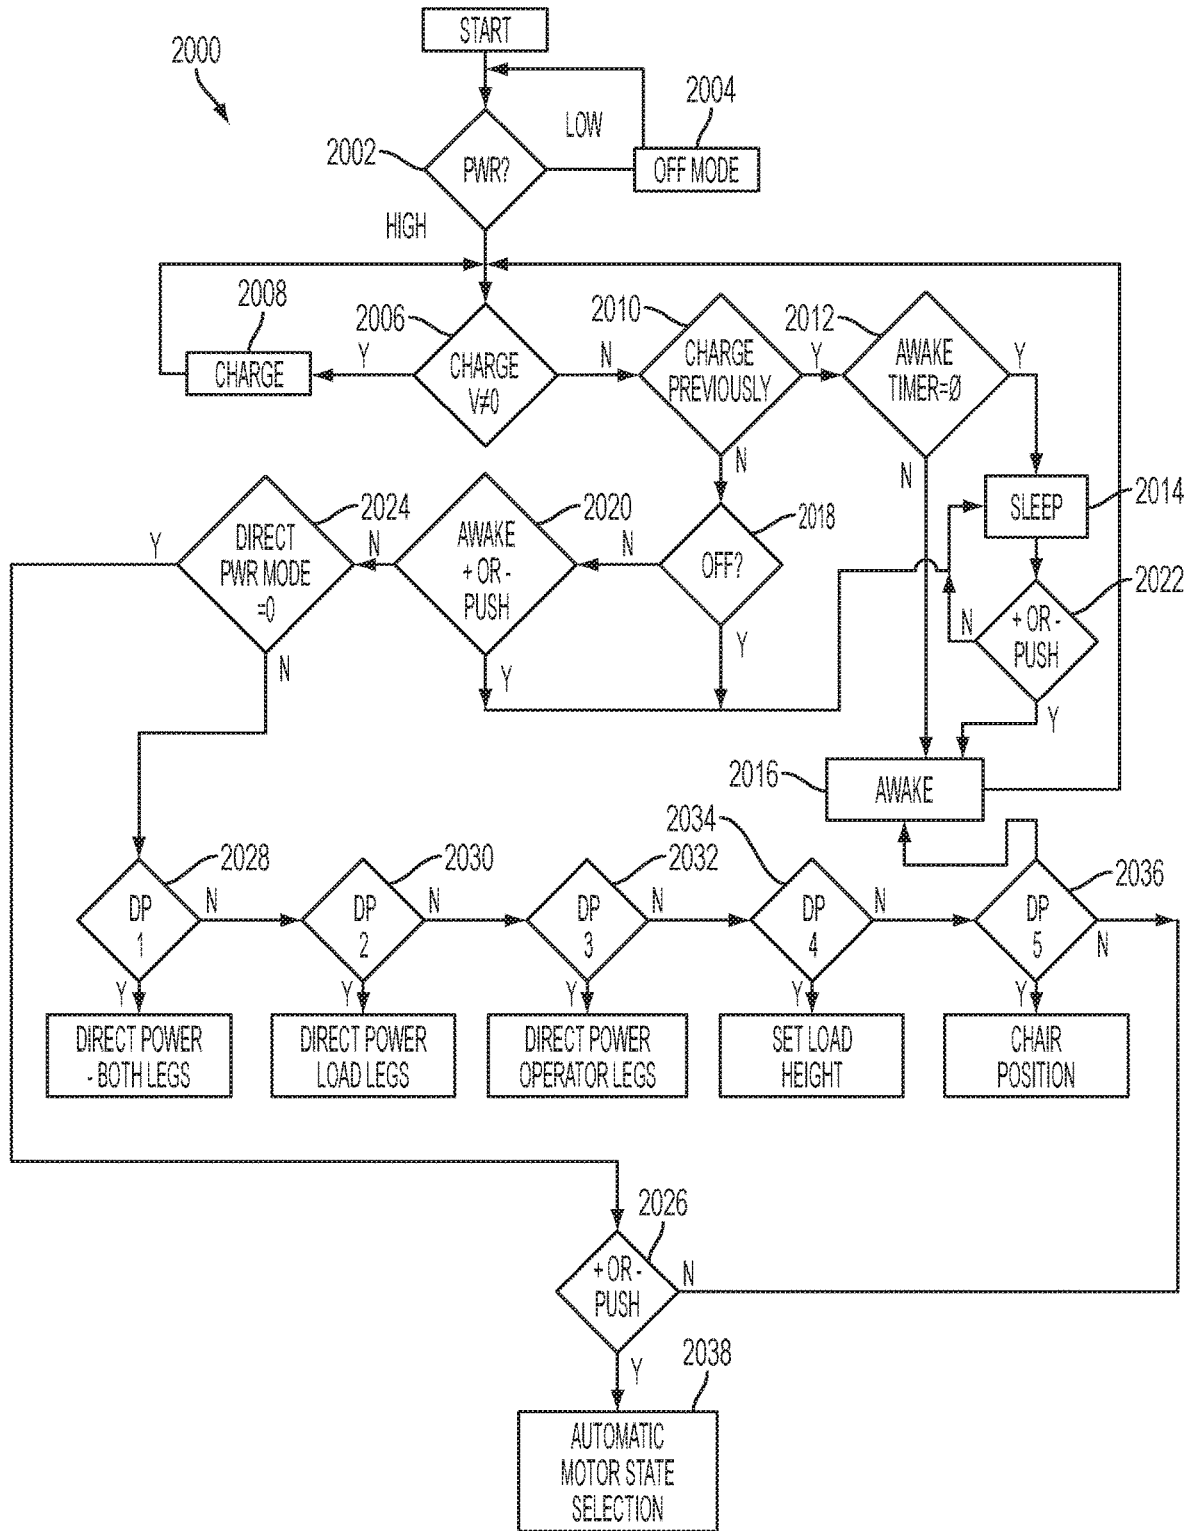 START
2000
2004
LOW
2002
PWR?
OFF MODE
HIGH
2008
2006
2010
2012
CHARGE
Y
CHARGE
V≠0
N
CHARGE
PREVIOUSLY
Y
AWAKE
TIMER=Ø
Y
N
N
2024
2020
2018
SLEEP
2014
Y
DIRECT
PWR MODE
=0
N
AWAKE
+ OR -
PUSH
N
OFF?
2022
N
+ OR -
PUSH
N
Y
Y
Y
2016
AWAKE
2028
2030
2032
2034
2036
DP
1
N
DP
2
N
DP
3
N
DP
4
N
DP
5
N
Y
Y
Y
Y
Y
DIRECT POWER
- BOTH LEGS
DIRECT POWER
LOAD LEGS
DIRECT POWER
OPERATOR LEGS
SET LOAD
HEIGHT
CHAIR
POSITION
2026
+ OR -
PUSH
N
Y
2038
AUTOMATIC
MOTOR STATE
SELECTION